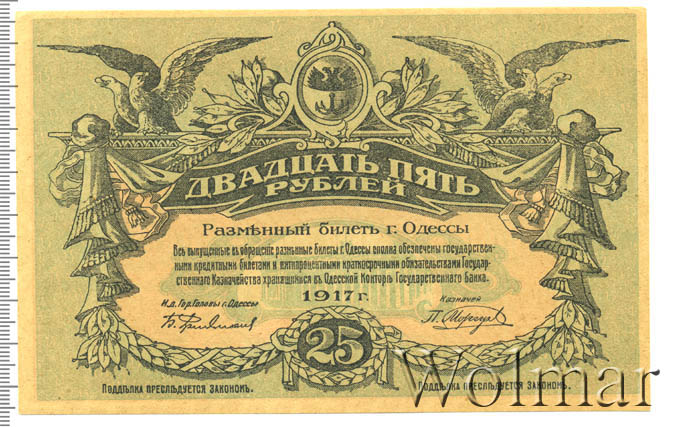 ДВАДЦАТЬ ПЯТЬ
РУБЛЕЙ
Размѣнный билетъ г. Одессы
Всѣ выпущенные въ обращеніе размѣнные билеты г. Одессы вполнѣ обезпечены государствен-
ными кредитными билетами и пятипроцентными краткосрочными обязательствами Государ-
ственнаго Казначейства хранящимися въ Одесской Конторѣ Государственнаго Банка.
1917 г.
И.д. Гор. Головы г. Одессы
Казначей
25
ПОДДѢЛКА ПРЕСЛѢДУЕТСЯ ЗАКОНОМЪ.
ПОДДѢЛКА ПРЕСЛѢДУЕТСЯ ЗАКОНОМЪ.
Wolmar